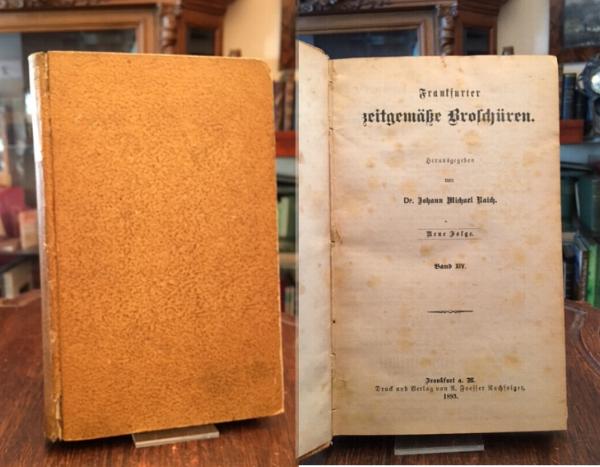 Frankfurter
zeitgemäße Broschüren.
Herausgegeben
von
Dr. Johann Michael Raich.
Neue Folge.
Band XIV.
Frankfurt a. M.
Druck und Verlag von A. Foesser Nachfolger.
1893.